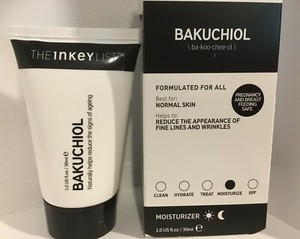 THE INKEY LIST™
BAKUCHIOL
Naturally helps reduce the signs of ageing
1.0 US fl.oz / 30ml ℮
BAKUCHIOL
\ba·koo·chee·ol\
FORMULATED FOR ALL
Best for:
NORMAL SKIN
Helps to:
REDUCE THE APPEARANCE OF
FINE LINES AND WRINKLES
PREGNANCY
AND BREAST
FEEDING
SAFE
CLEAN HYDRATE TREAT MOISTURIZE SPF
MOISTURIZER
1.0 US fl.oz / 30ml ℮